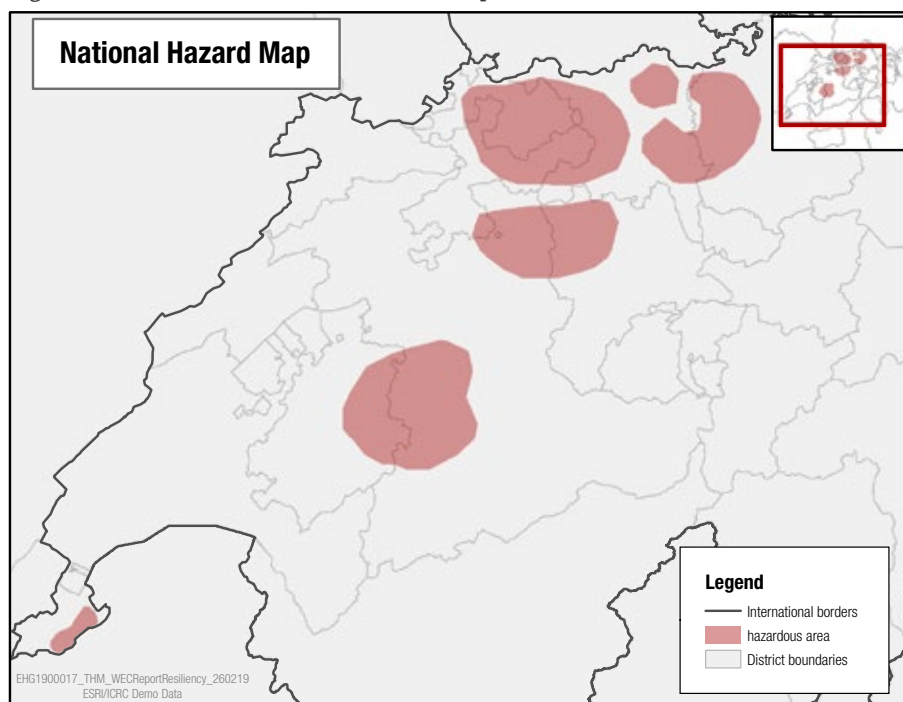 National Hazard Map
Legend
International borders
hazardous area
District boundaries
EHG1900017_THM_WECReportResiliency_260219
ESRI/ICRC Demo Data